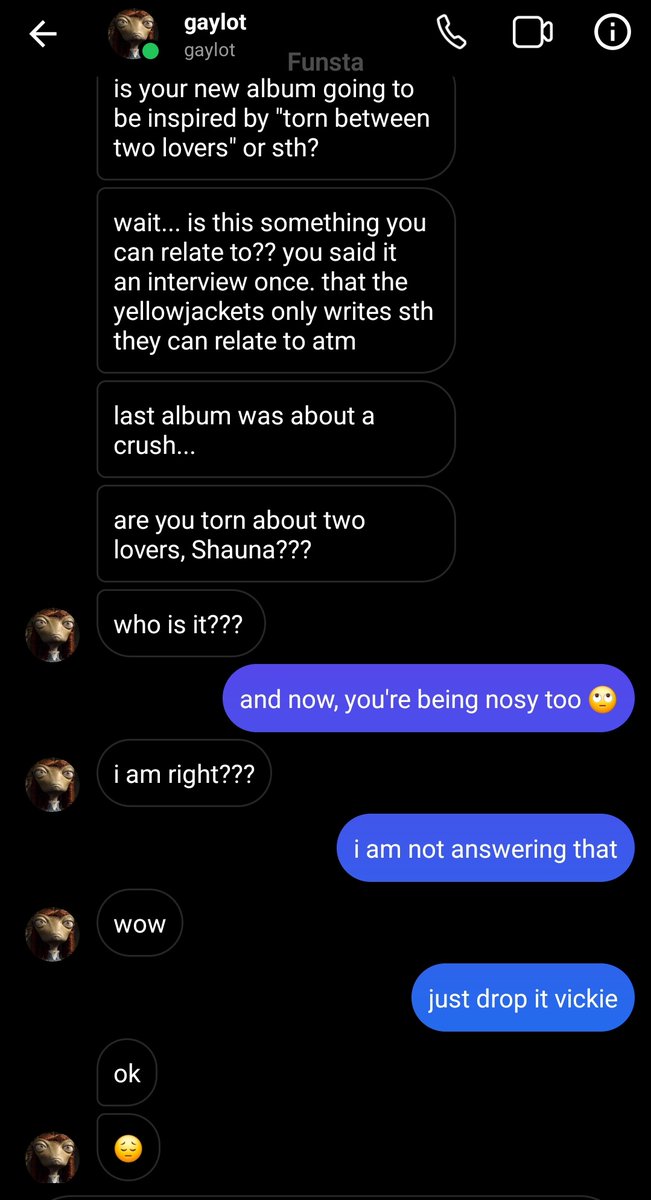 gaylot
gaylot
Funsta
is your new album going to
be inspired by "torn between
two lovers" or sth?
wait... is this something you
can relate to?? you said it
an interview once. that the
yellowjackets only writes sth
they can relate to atm
last album was about a
crush...
are you torn about two
lovers, Shauna???
who is it???
and now, you're being nosy too 🙄
i am right???
i am not answering that
wow
just drop it vickie
ok
😔